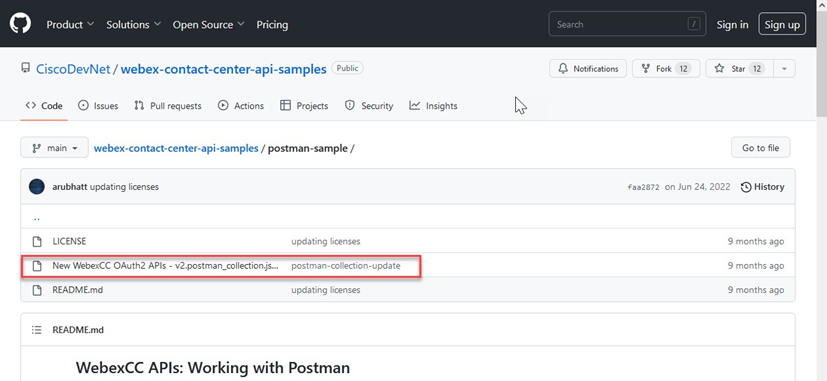 Product Solutions Open Source Pricing Search / Sign in Sign up
CiscoDevNet / webex-contact-center-api-samples Public Notifications Fork 12 Star 12
Code Issues Pull requests Actions Projects Security Insights
main webex-contact-center-api-samples / postman-sample / Go to file
arubhatt updating licenses faa2872 on Jun 24, 2022 History
..
LICENSE updating licenses 9 months ago
New WebexCC OAuth2 APIs - v2.postman_collection.js... postman-collection-update 9 months ago
README.md updating licenses 9 months ago
README.md
WebexCC APIs: Working with Postman